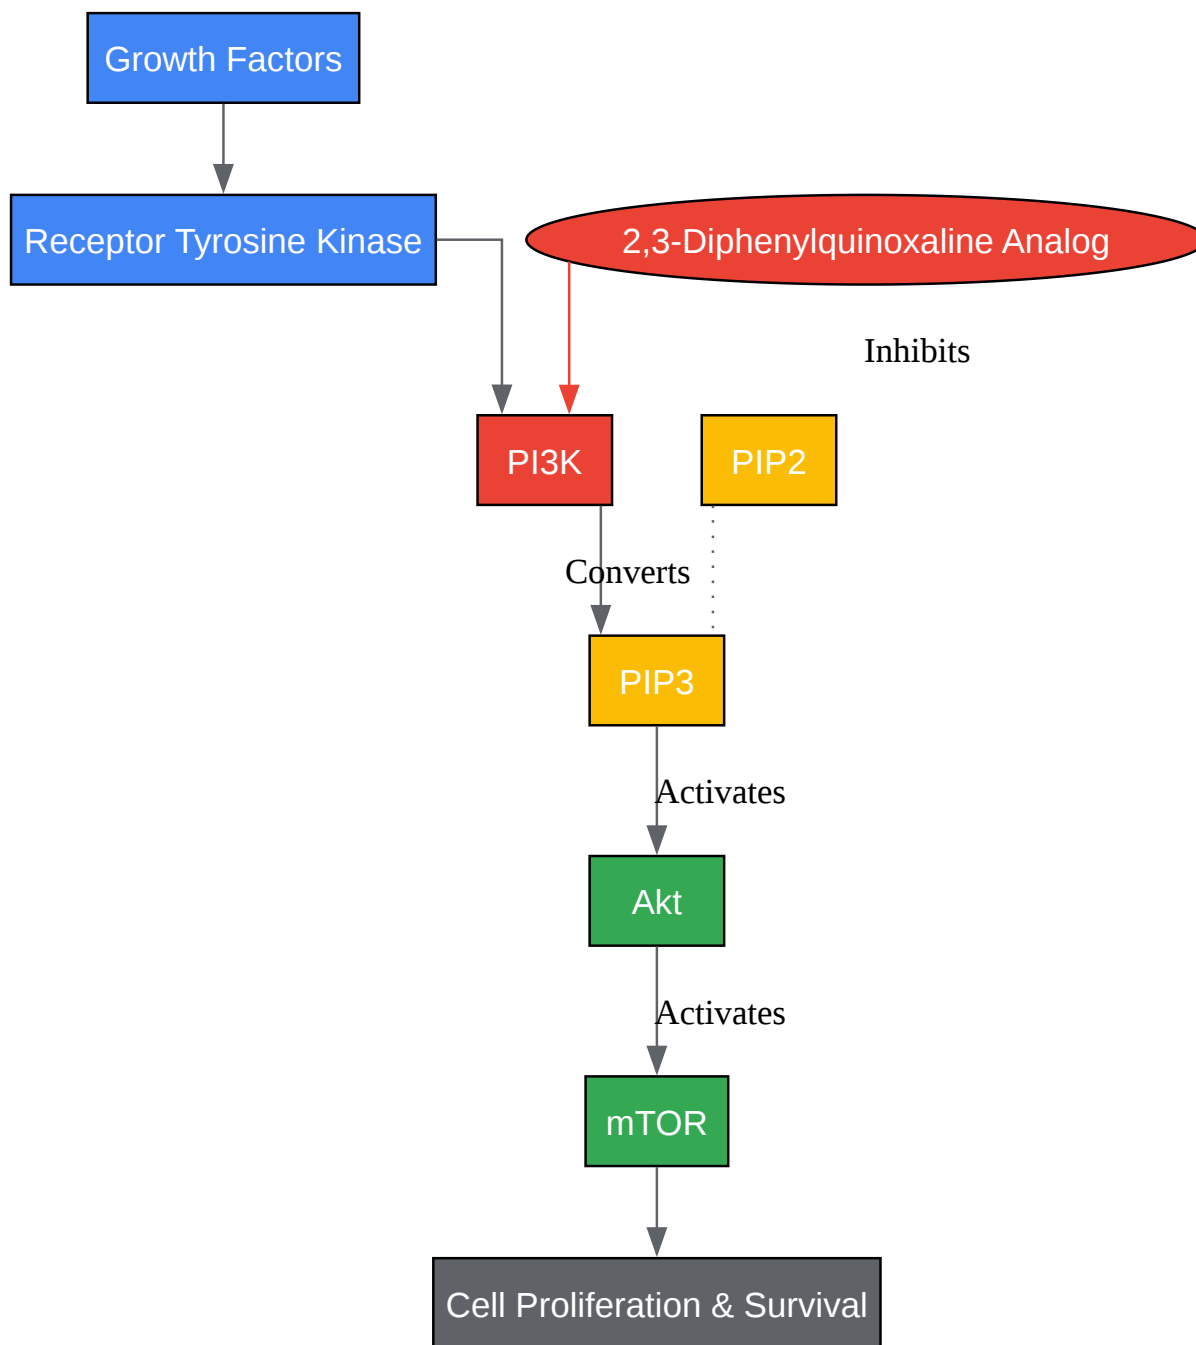 Growth Factors
Receptor Tyrosine Kinase
2,3-Diphenylquinoxaline Analog
Inhibits
PI3K
PIP2
Converts
PIP3
Activates
Akt
Activates
mTOR
Cell Proliferation & Survival